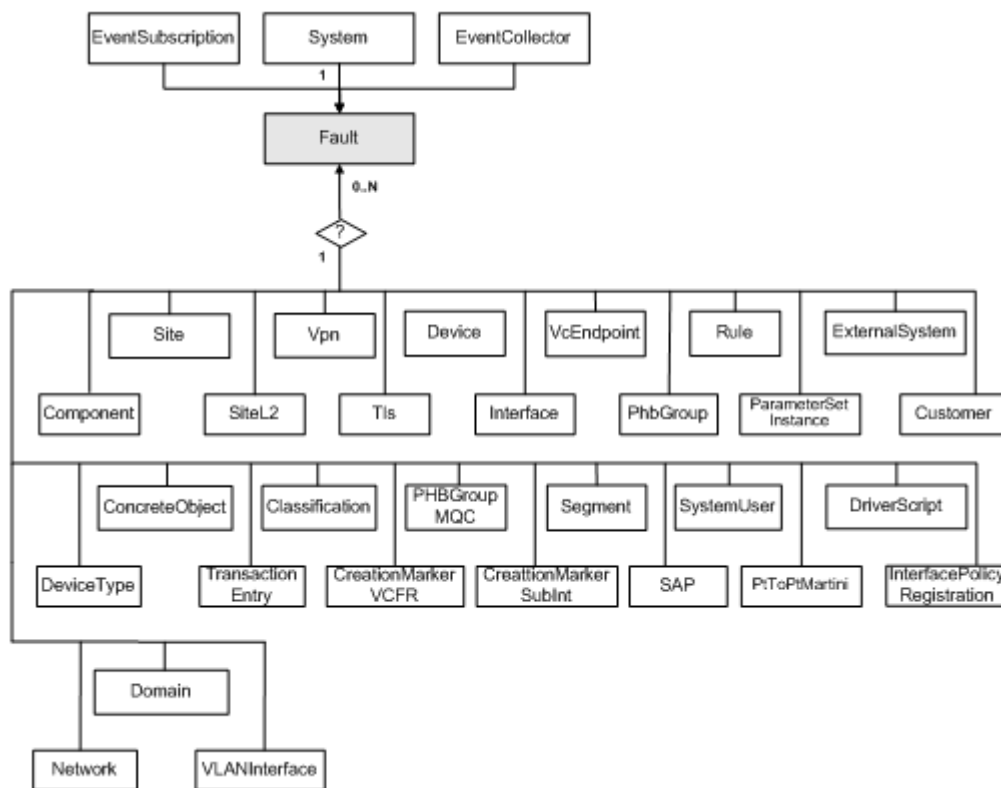 EventSubscription
System
EventCollector
1
Fault
0..N
?
1
Site
Vpn
Device
VcEndpoint
Rule
ExternalSystem
Component
SiteL2
Tls
Interface
PhbGroup
ParameterSet
Instance
Customer
ConcreteObject
Classification
PHBGroup
MQC
Segment
SystemUser
DriverScript
DeviceType
Transaction
Entry
CreationMarker
VCFR
CreattionMarker
SubInt
SAP
PtToPtMartini
InterfacePolicy
Registration
Domain
Network
VLANInterface